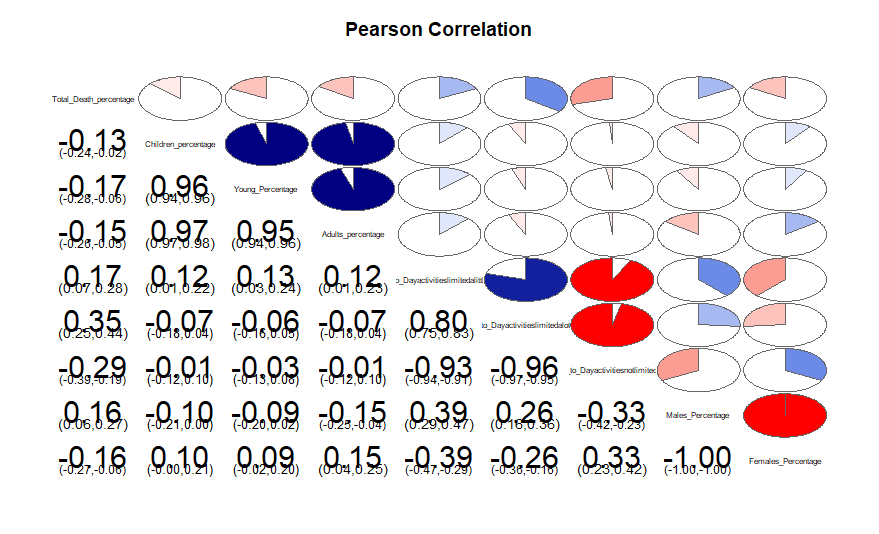 Pearson Correlation
Total_Death_percentage
-0.13 Children_percentage
(-0.24,-0.02)
-0.17 0.96 Young_Percentage
(-0.28,-0.06) (0.94,0.96)
-0.15 0.97 0.95 Adults_percentage
(-0.26,-0.05) (0.97,0.98) (0.94,0.96)
0.17 0.12 0.13 0.12 o_Dayactivitieslimitedalitt
(0.07,0.28) (0.01,0.22) (0.03,0.24) (0.01,0.23)
0.35 -0.07 -0.06 -0.07 0.80 to_Dayactivitieslimitedalot
(0.25,0.44) (-0.18,0.04) (-0.16,0.05) (-0.18,0.04) (0.75,0.83)
-0.29 -0.01 -0.03 -0.01 -0.93 -0.96 _to_Dayactivitiesnotlimited
(-0.39,-0.19) (-0.12,0.10) (-0.13,0.08) (-0.12,0.10) (-0.94,-0.91) (-0.97,-0.95)
0.16 -0.10 -0.09 -0.15 0.39 0.26 -0.33 Males_Percentage
(0.06,0.27) (-0.21,0.00) (-0.20,0.02) (-0.25,-0.04) (0.29,0.47) (0.16,0.36) (-0.42,-0.23)
-0.16 0.10 0.09 0.15 -0.39 -0.26 0.33 -1.00 Females_Percentage
(-0.27,-0.06) (-0.00,0.21) (-0.02,0.20) (0.04,0.25) (-0.47,-0.29) (-0.36,-0.16) (0.23,0.42) (-1.00,-1.00)